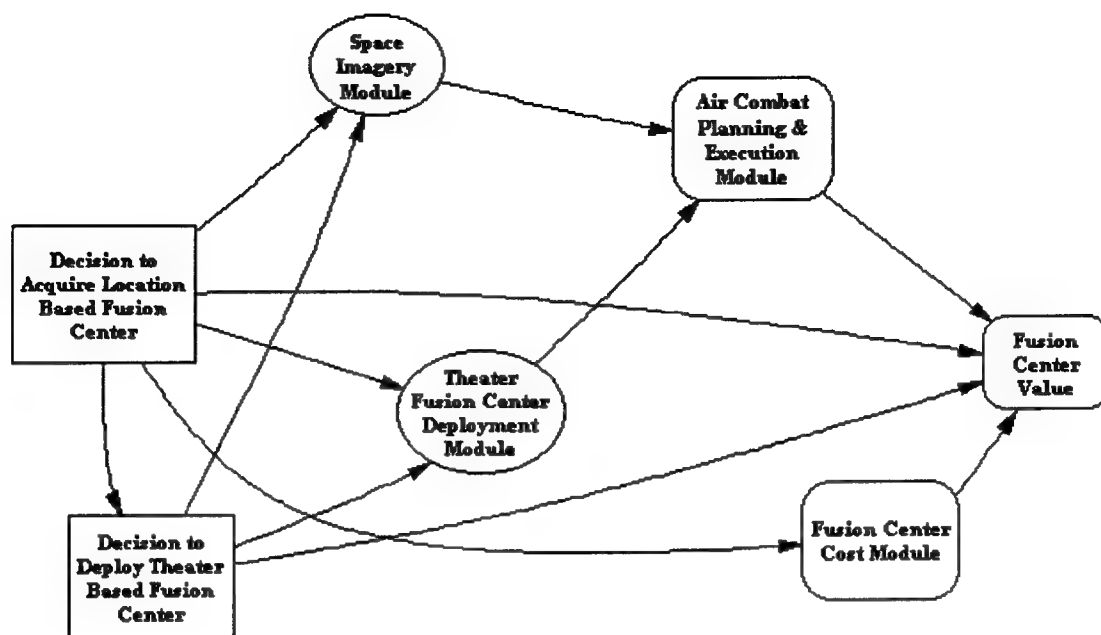 Space
Imagery
Module
Air Combat
Planning &
Execution
Module
Decision to
Acquire Location
Based Fusion
Center
Theater
Fusion Center
Deployment
Module
Fusion
Center
Value
Decision to
Deploy Theater
Based Fusion
Center
Fusion Center
Cost Module